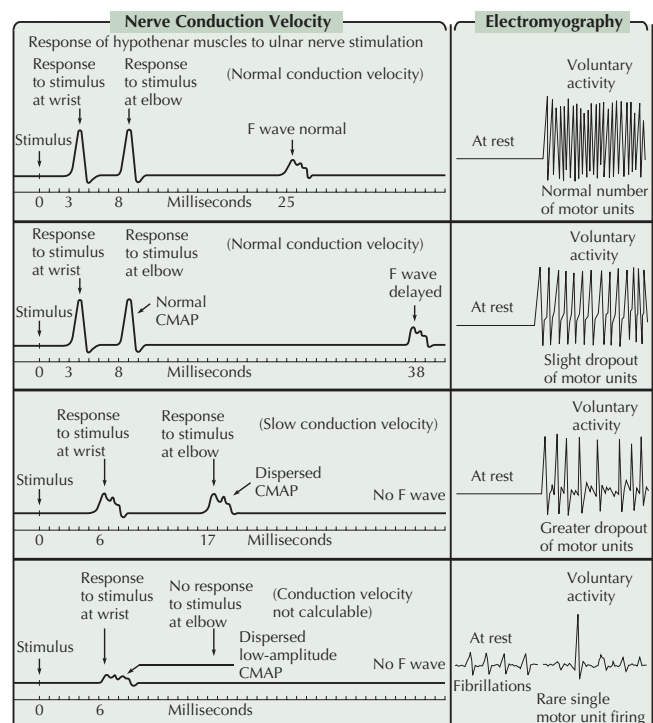 Nerve Conduction Velocity
Electromyography
Response of hypothenar muscles to ulnar nerve stimulation
Response
to stimulus
at wrist
Response
to stimulus
at elbow
(Normal conduction velocity)
Stimulus
F wave normal
0 3 8 Milliseconds 25
Voluntary
activity
At rest
Normal number
of motor units
Response
to stimulus
at wrist
Response
to stimulus
at elbow
(Normal conduction velocity)
Stimulus
Normal
CMAP
F wave
delayed
0 3 8 Milliseconds 38
Voluntary
activity
At rest
Slight dropout
of motor units
Response
to stimulus
at wrist
Response
to stimulus
at elbow
(Slow conduction velocity)
Stimulus
Dispersed
CMAP
No F wave
0 6 17 Milliseconds
Voluntary
activity
At rest
Greater dropout
of motor units
Response
to stimulus
at wrist
No response
to stimulus
at elbow
(Conduction velocity
not calculable)
Stimulus
Dispersed
low-amplitude
CMAP
No F wave
0 6 Milliseconds
Voluntary
activity
At rest
Fibrillations
Rare single
motor unit firing